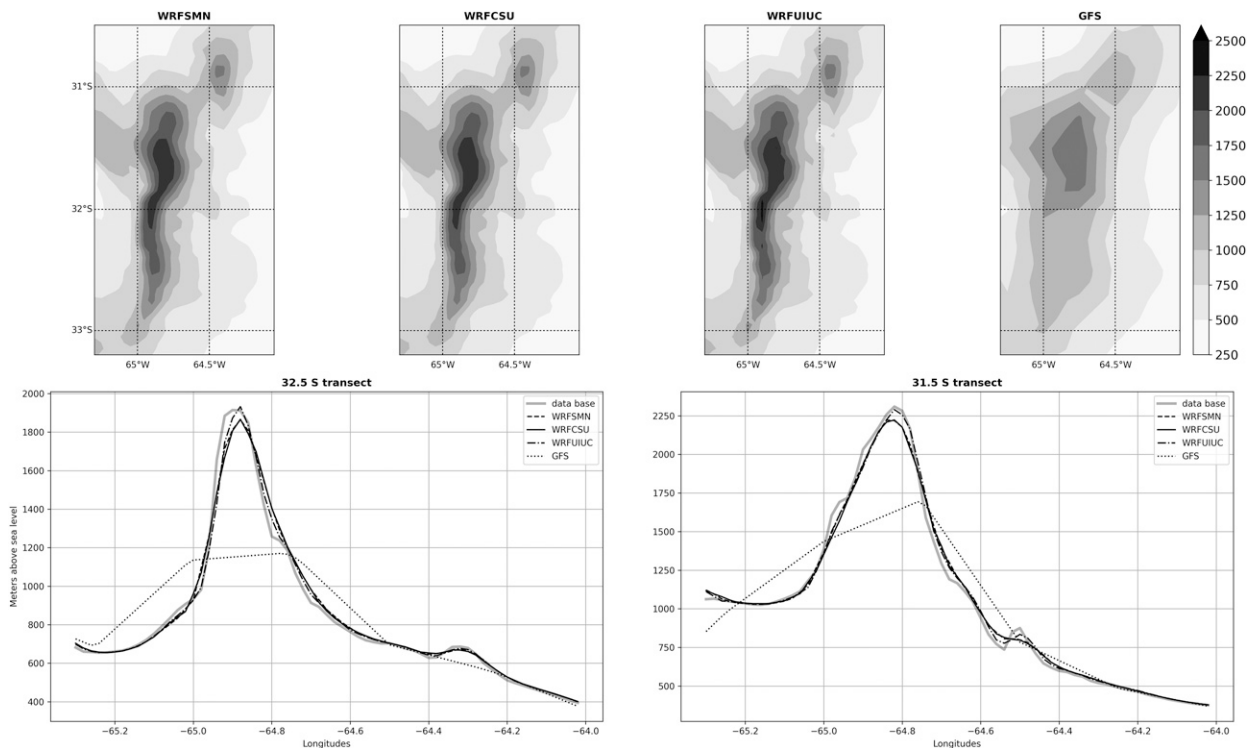 WRFSMN
WRFCSU
WRFUIUC
GFS
31°S
32°S
33°S
65°W
64.5°W
65°W
64.5°W
65°W
64.5°W
65°W
64.5°W
2500
2250
2000
1750
1500
1250
1000
750
500
250
32.5 S transect
2000
1800
1600
1400
1200
1000
800
600
400
Meters above sea level
data base
WRFSMN
WRFCSU
WRFUIUC
GFS
−65.2
−65.0
−64.8
−64.6
−64.4
−64.2
−64.0
Longitudes
31.5 S transect
2250
2000
1750
1500
1250
1000
750
500
data base
WRFSMN
WRFCSU
WRFUIUC
GFS
−65.2
−65.0
−64.8
−64.6
−64.4
−64.2
−64.0
Longitudes